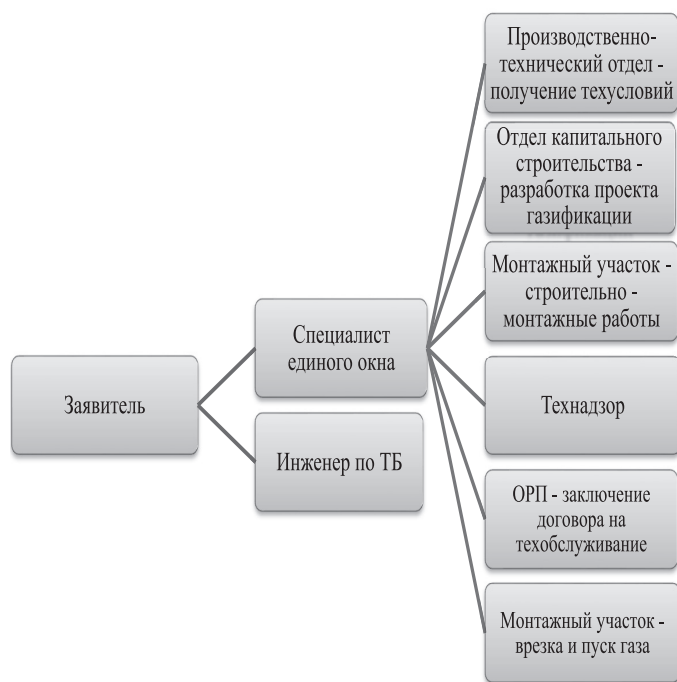 Заявитель
Специалист
единого окна
Инженер по ТБ
Производственно-
технический отдел -
получение техусловий
Отдел капитального
строительства -
разработка проекта
газификации
Монтажный участок -
строительно -
монтажные работы
Технадзор
ОРП - заключение
договора на
техобслуживание
Монтажный участок -
врезка и пуск газа